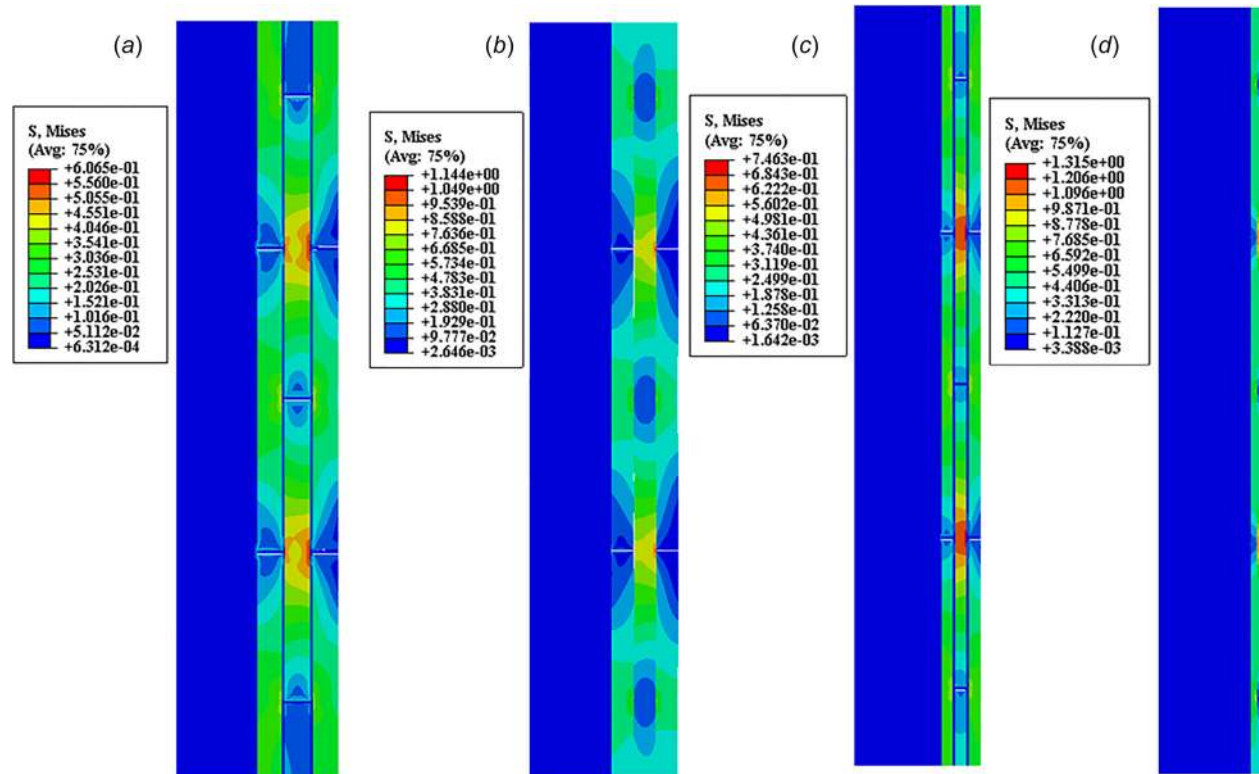 (a)
S, Mises
(Avg: 75%)
+6.065e-01
+5.560e-01
+5.055e-01
+4.551e-01
+4.046e-01
+3.541e-01
+3.036e-01
+2.531e-01
+2.026e-01
+1.521e-01
+1.016e-01
+5.112e-02
+6.312e-04
(b)
S, Mises
(Avg: 75%)
+1.144e+00
+1.049e+00
+9.539e-01
+8.588e-01
+7.636e-01
+6.685e-01
+5.734e-01
+4.783e-01
+3.831e-01
+2.880e-01
+1.929e-01
+9.777e-02
+2.646e-03
(c)
S, Mises
(Avg: 75%)
+7.463e-01
+6.843e-01
+6.222e-01
+5.602e-01
+4.981e-01
+4.361e-01
+3.740e-01
+3.119e-01
+2.499e-01
+1.878e-01
+1.258e-01
+6.370e-02
+1.642e-03
(d)
S, Mises
(Avg: 75%)
+1.315e+00
+1.206e+00
+1.096e+00
+9.871e-01
+8.778e-01
+7.685e-01
+6.592e-01
+5.499e-01
+4.406e-01
+3.313e-01
+2.220e-01
+1.127e-01
+3.388e-03